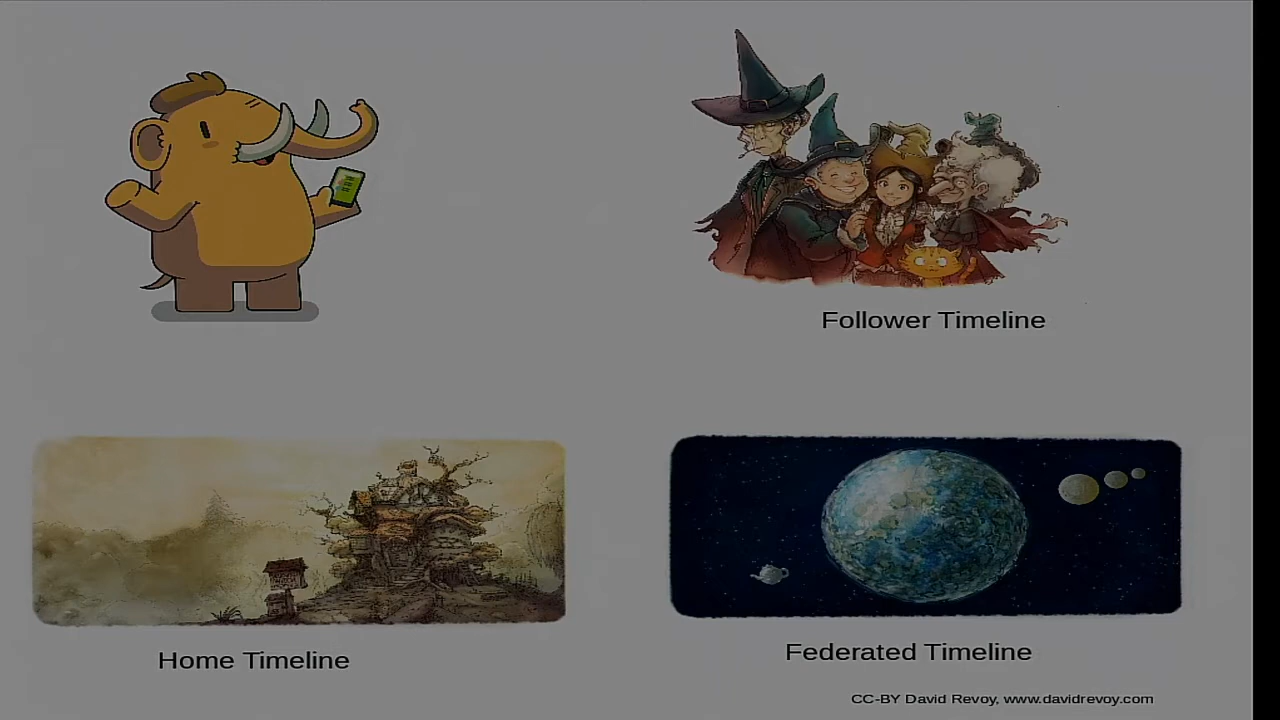 Follower Timeline
Home Timeline
Federated Timeline
CC-BY David Revoy, www.davidrevoy.com